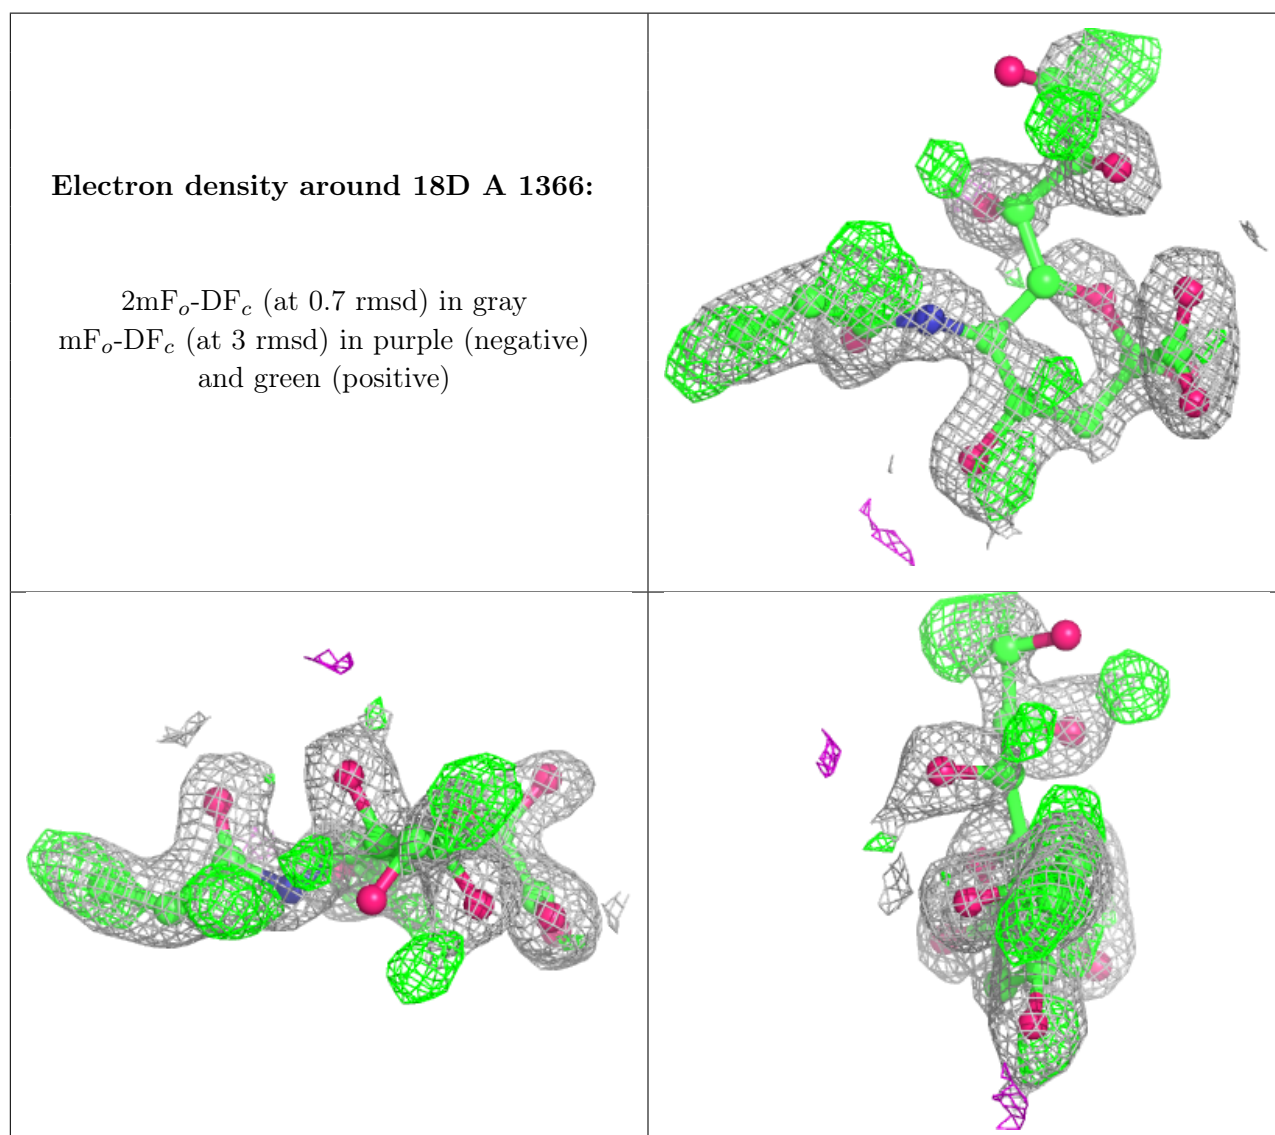 Electron density around 18D A 1366:
2mFₒ-DF𝒸 (at 0.7 rmsd) in gray
mFₒ-DF𝒸 (at 3 rmsd) in purple (negative)
and green (positive)